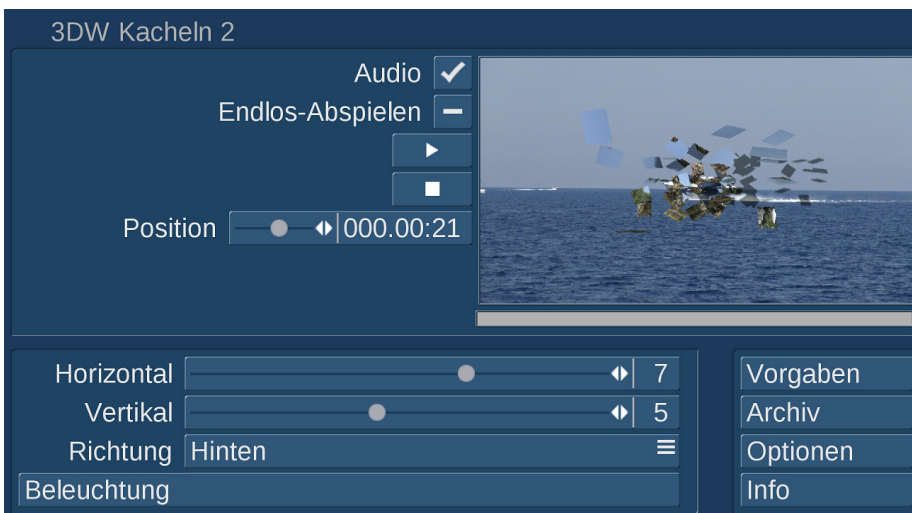 3DW Kacheln 2
Audio
Endlos-Abspielen
Position 000.00:21
Horizontal 7
Vertikal 5
Richtung Hinten
Beleuchtung
Vorgaben
Archiv
Optionen
Info